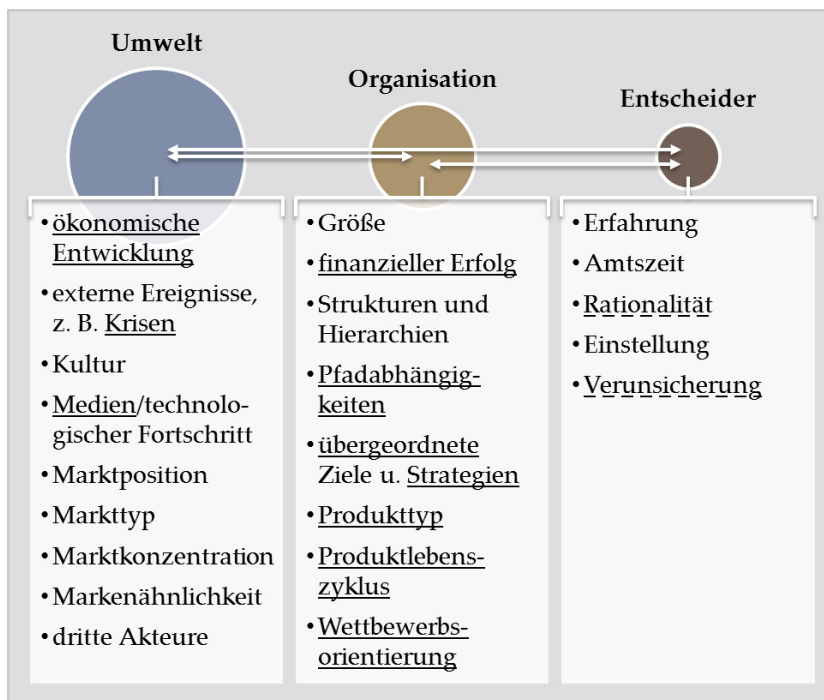 Umwelt
Organisation
Entscheider
• ökonomische
Entwicklung
• externe Ereignisse,
z. B. Krisen
• Kultur
• Medien/technolo-
gischer Fortschritt
• Marktposition
• Markttyp
• Marktkonzentration
• Markenähnlichkeit
• dritte Akteure
• Größe
• finanzieller Erfolg
• Strukturen und
Hierarchien
• Pfadabhängig-
keiten
• übergeordnete
Ziele u. Strategien
• Produkttyp
• Produktlebens-
zyklus
• Wettbewerbs-
orientierung
• Erfahrung
• Amtszeit
• Rationalität
• Einstellung
• Verunsicherung